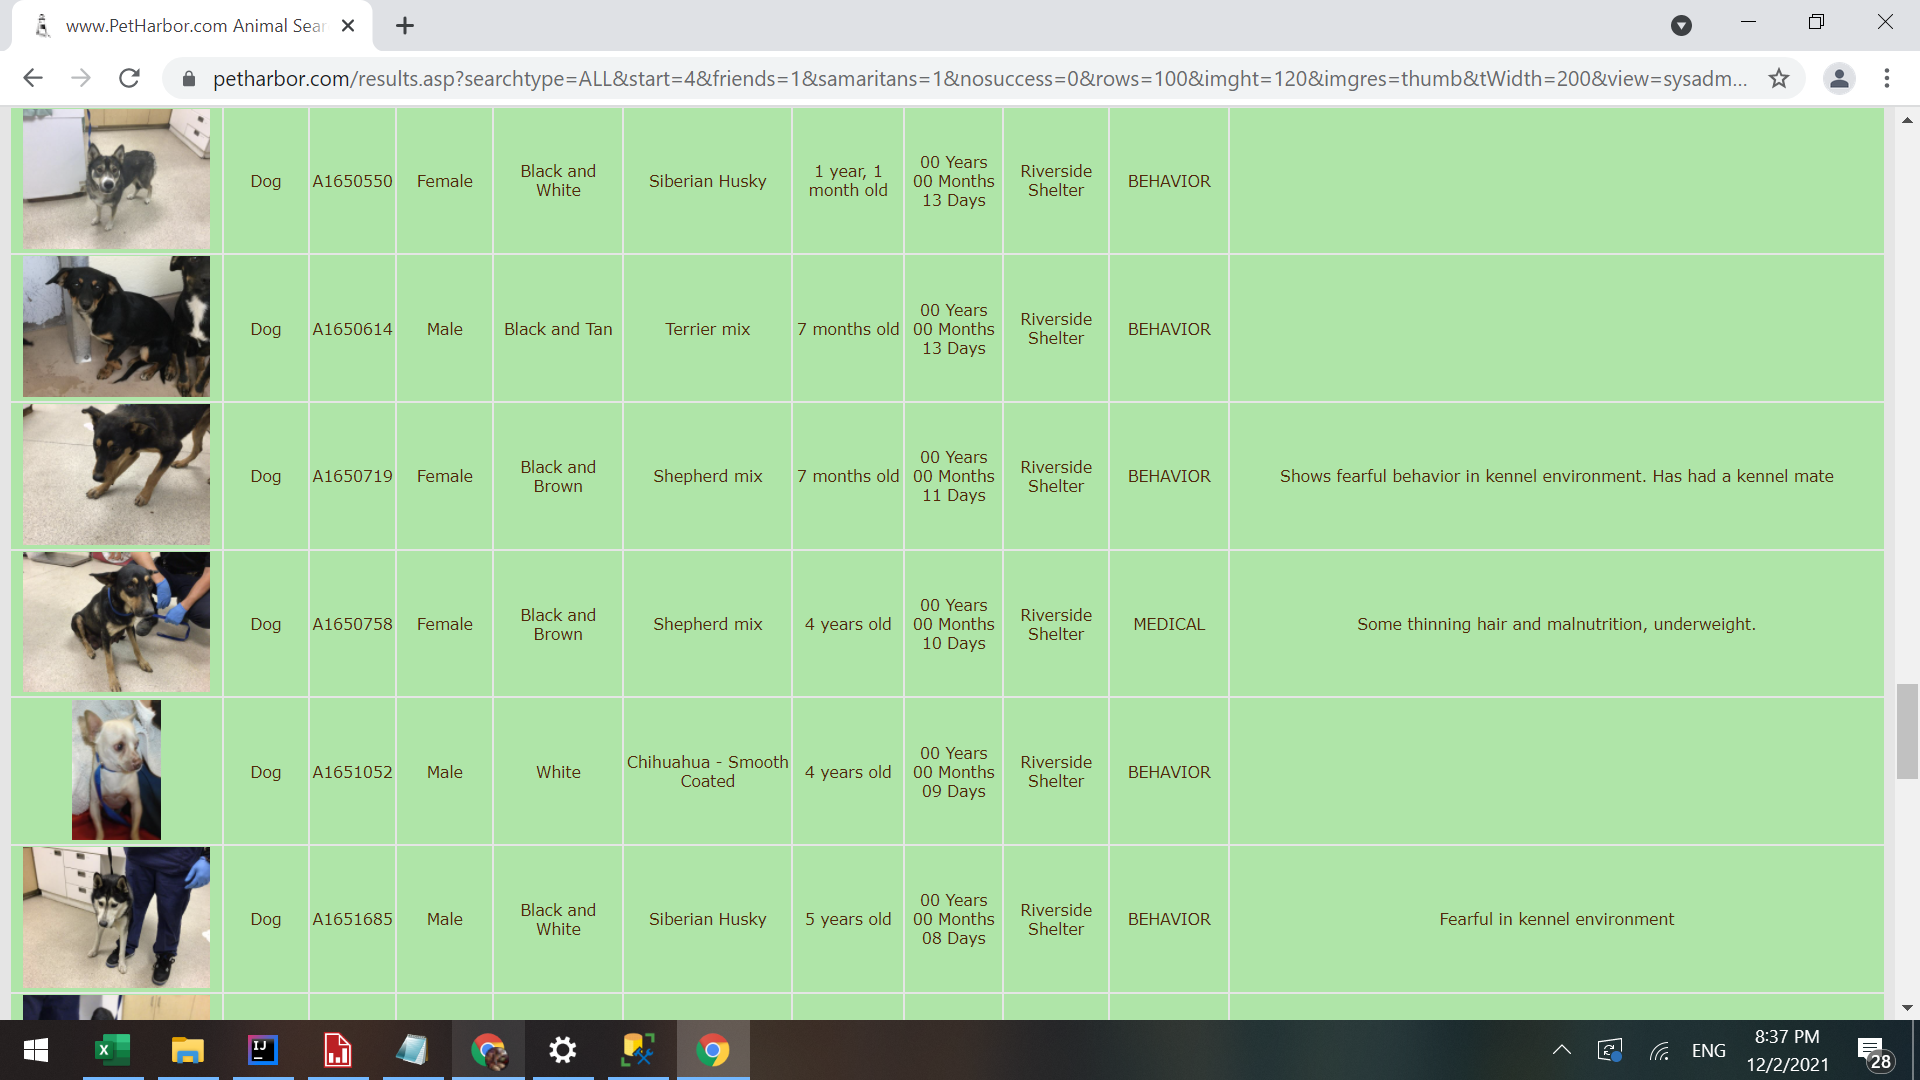 www.PetHarbor.com Animal Sear
petharbor.com/results.asp?searchtype=ALL&start=4&friends=1&samaritans=1&nosuccess=0&rows=100&imght=120&imgres=thumb&tWidth=200&view=sysadm...
Dog A1650550 Female Black and White Siberian Husky 1 year, 1 month old 00 Years 00 Months 13 Days Riverside Shelter BEHAVIOR
Dog A1650614 Male Black and Tan Terrier mix 7 months old 00 Years 00 Months 13 Days Riverside Shelter BEHAVIOR
Dog A1650719 Female Black and Brown Shepherd mix 7 months old 00 Years 00 Months 11 Days Riverside Shelter BEHAVIOR Shows fearful behavior in kennel environment. Has had a kennel mate
Dog A1650758 Female Black and Brown Shepherd mix 4 years old 00 Years 00 Months 10 Days Riverside Shelter MEDICAL Some thinning hair and malnutrition, underweight.
Dog A1651052 Male White Chihuahua - Smooth Coated 4 years old 00 Years 00 Months 09 Days Riverside Shelter BEHAVIOR
Dog A1651685 Male Black and White Siberian Husky 5 years old 00 Years 00 Months 08 Days Riverside Shelter BEHAVIOR Fearful in kennel environment
X
IJ
ENG
8:37 PM
12/2/2021
28